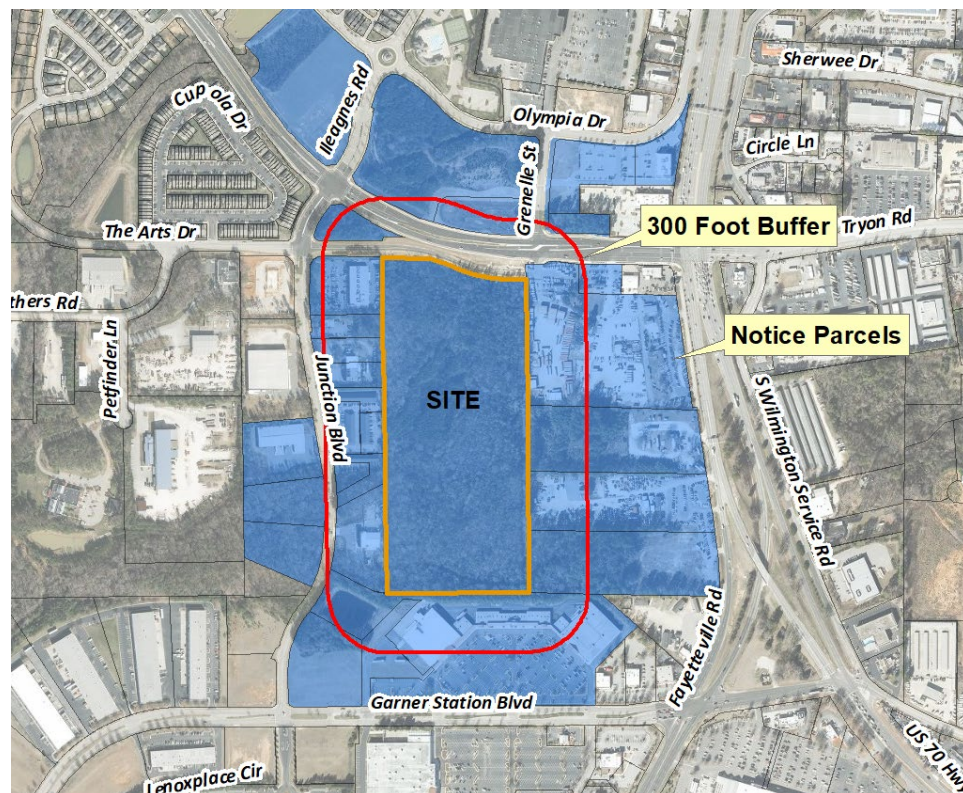 Sherwee Dr
Ileagnes Rd
Cupola Dr
Olympia Dr
Circle Ln
Grenelle St
300 Foot Buffer
Tryon Rd
The Arts Dr
thers Rd
Petfinder Ln
Notice Parcels
Junction Blvd
SITE
S Wilmington Service Rd
Fayetteville Rd
Garner Station Blvd
US 70 Hwy
Lenoxplace Cir